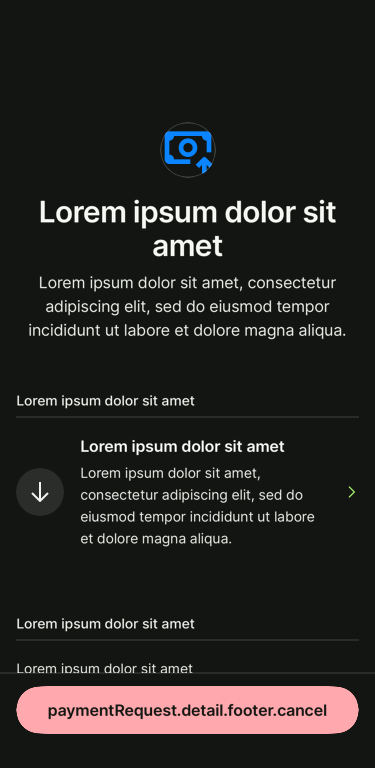 Lorem ipsum dolor sit
amet
Lorem ipsum dolor sit amet, consectetur
adipiscing elit, sed do eiusmod tempor
incididunt ut labore et dolore magna aliqua.
Lorem ipsum dolor sit amet
Lorem ipsum dolor sit amet
Lorem ipsum dolor sit amet,
consectetur adipiscing elit, sed do
eiusmod tempor incididunt ut labore
et dolore magna aliqua.
Lorem ipsum dolor sit amet
Lorem ipsum dolor sit amet
paymentRequest.detail.footer.cancel